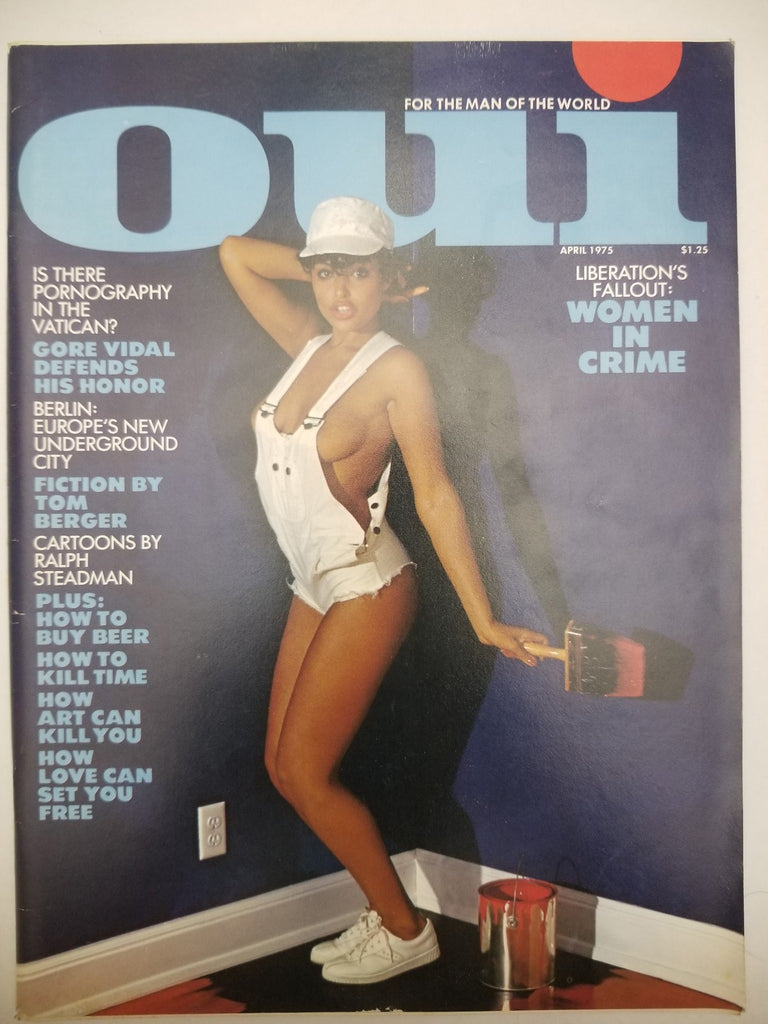 FOR THE MAN OF THE WORLD
oui
APRIL 1975 $1.25
IS THERE
PORNOGRAPHY
IN THE
VATICAN?
GORE VIDAL
DEFENDS
HIS HONOR
BERLIN:
EUROPE'S NEW
UNDERGROUND
CITY
FICTION BY
TOM
BERGER
CARTOONS BY
RALPH
STEADMAN
PLUS:
HOW TO
BUY BEER
HOW TO
KILL TIME
HOW
ART CAN
KILL YOU
HOW
LOVE CAN
SET YOU
FREE
LIBERATION'S
FALLOUT:
WOMEN
IN
CRIME